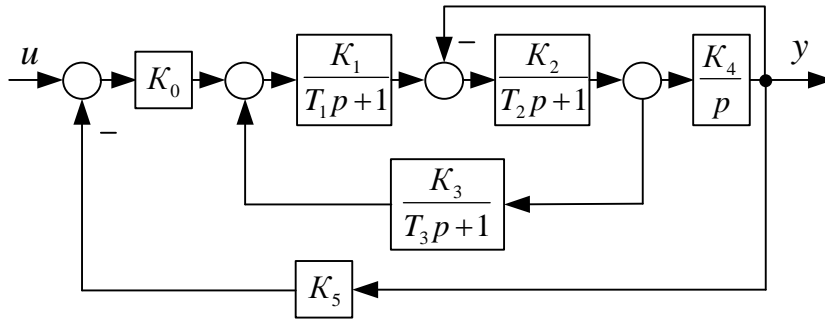 u
−
K₀
K₁
T₁p+1
−
K₂
T₂p+1
K₄
p
y
K₃
T₃p+1
K₅